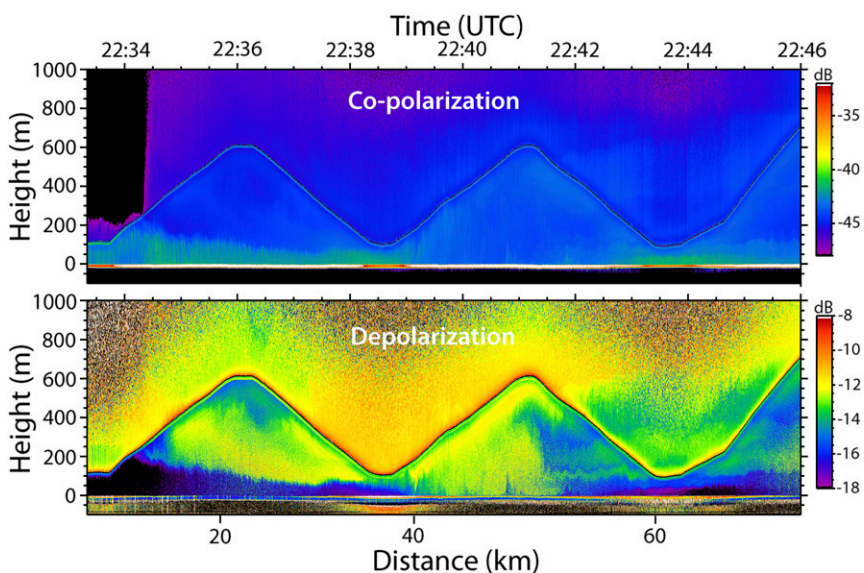 Time (UTC)
22:34 22:36 22:38 22:40 22:42 22:44 22:46
1000
800
600
400
200
0
Height (m)
Co-polarization
dB
-35
-40
-45
1000
800
600
400
200
0
Height (m)
Depolarization
dB
-8
-10
-12
-14
-16
-18
20 40 60
Distance (km)